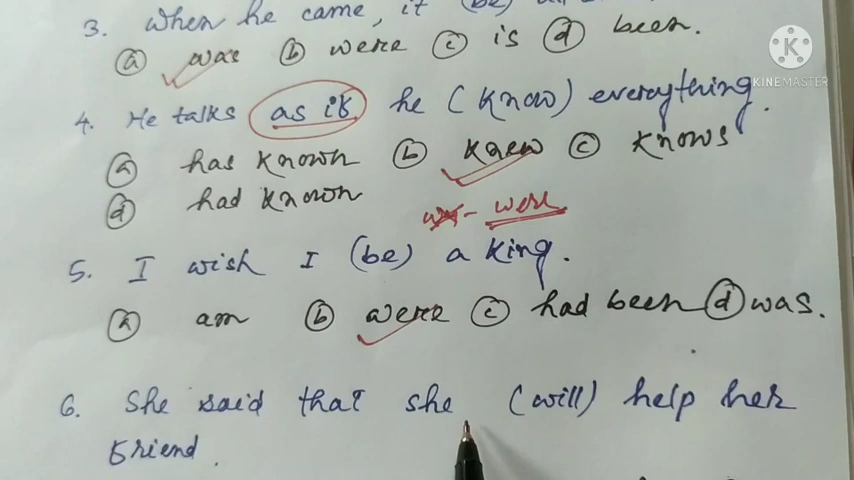 3. When he came, it (be)
ⓐ was ⓑ were ⓒ is ⓓ been.
K
KINEMASTER
4. He talks as if he (know) everything.
ⓐ has known ⓑ knew ⓒ knows
ⓓ had known
- were
5. I wish I (be) a king.
ⓐ am ⓑ were ⓒ had been ⓓ was.
6. She said that she (will) help her
friend.